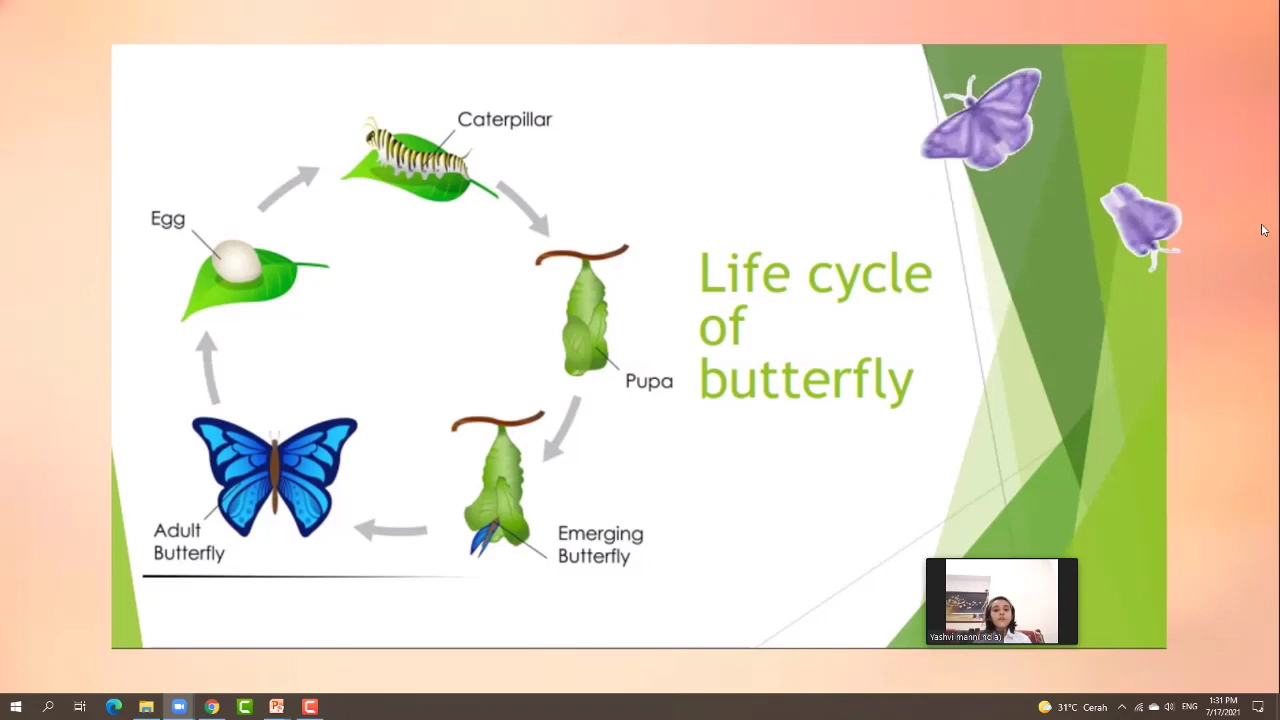 Caterpillar
Egg
Life cycle
of
butterfly
Pupa
Adult
Butterfly
Emerging
Butterfly
Yashvi
31°C Cerah
ENG
1:31 PM
7/17/2021